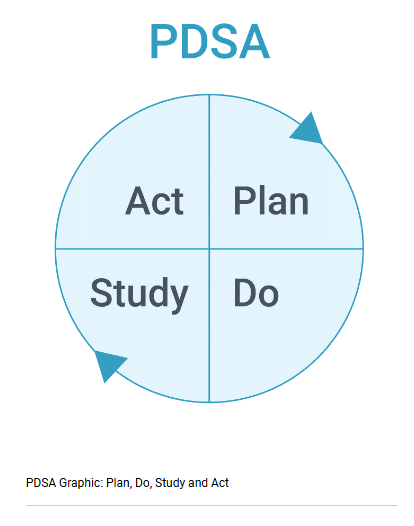 PDSA
Act
Plan
Study
Do
PDSA Graphic: Plan, Do, Study and Act